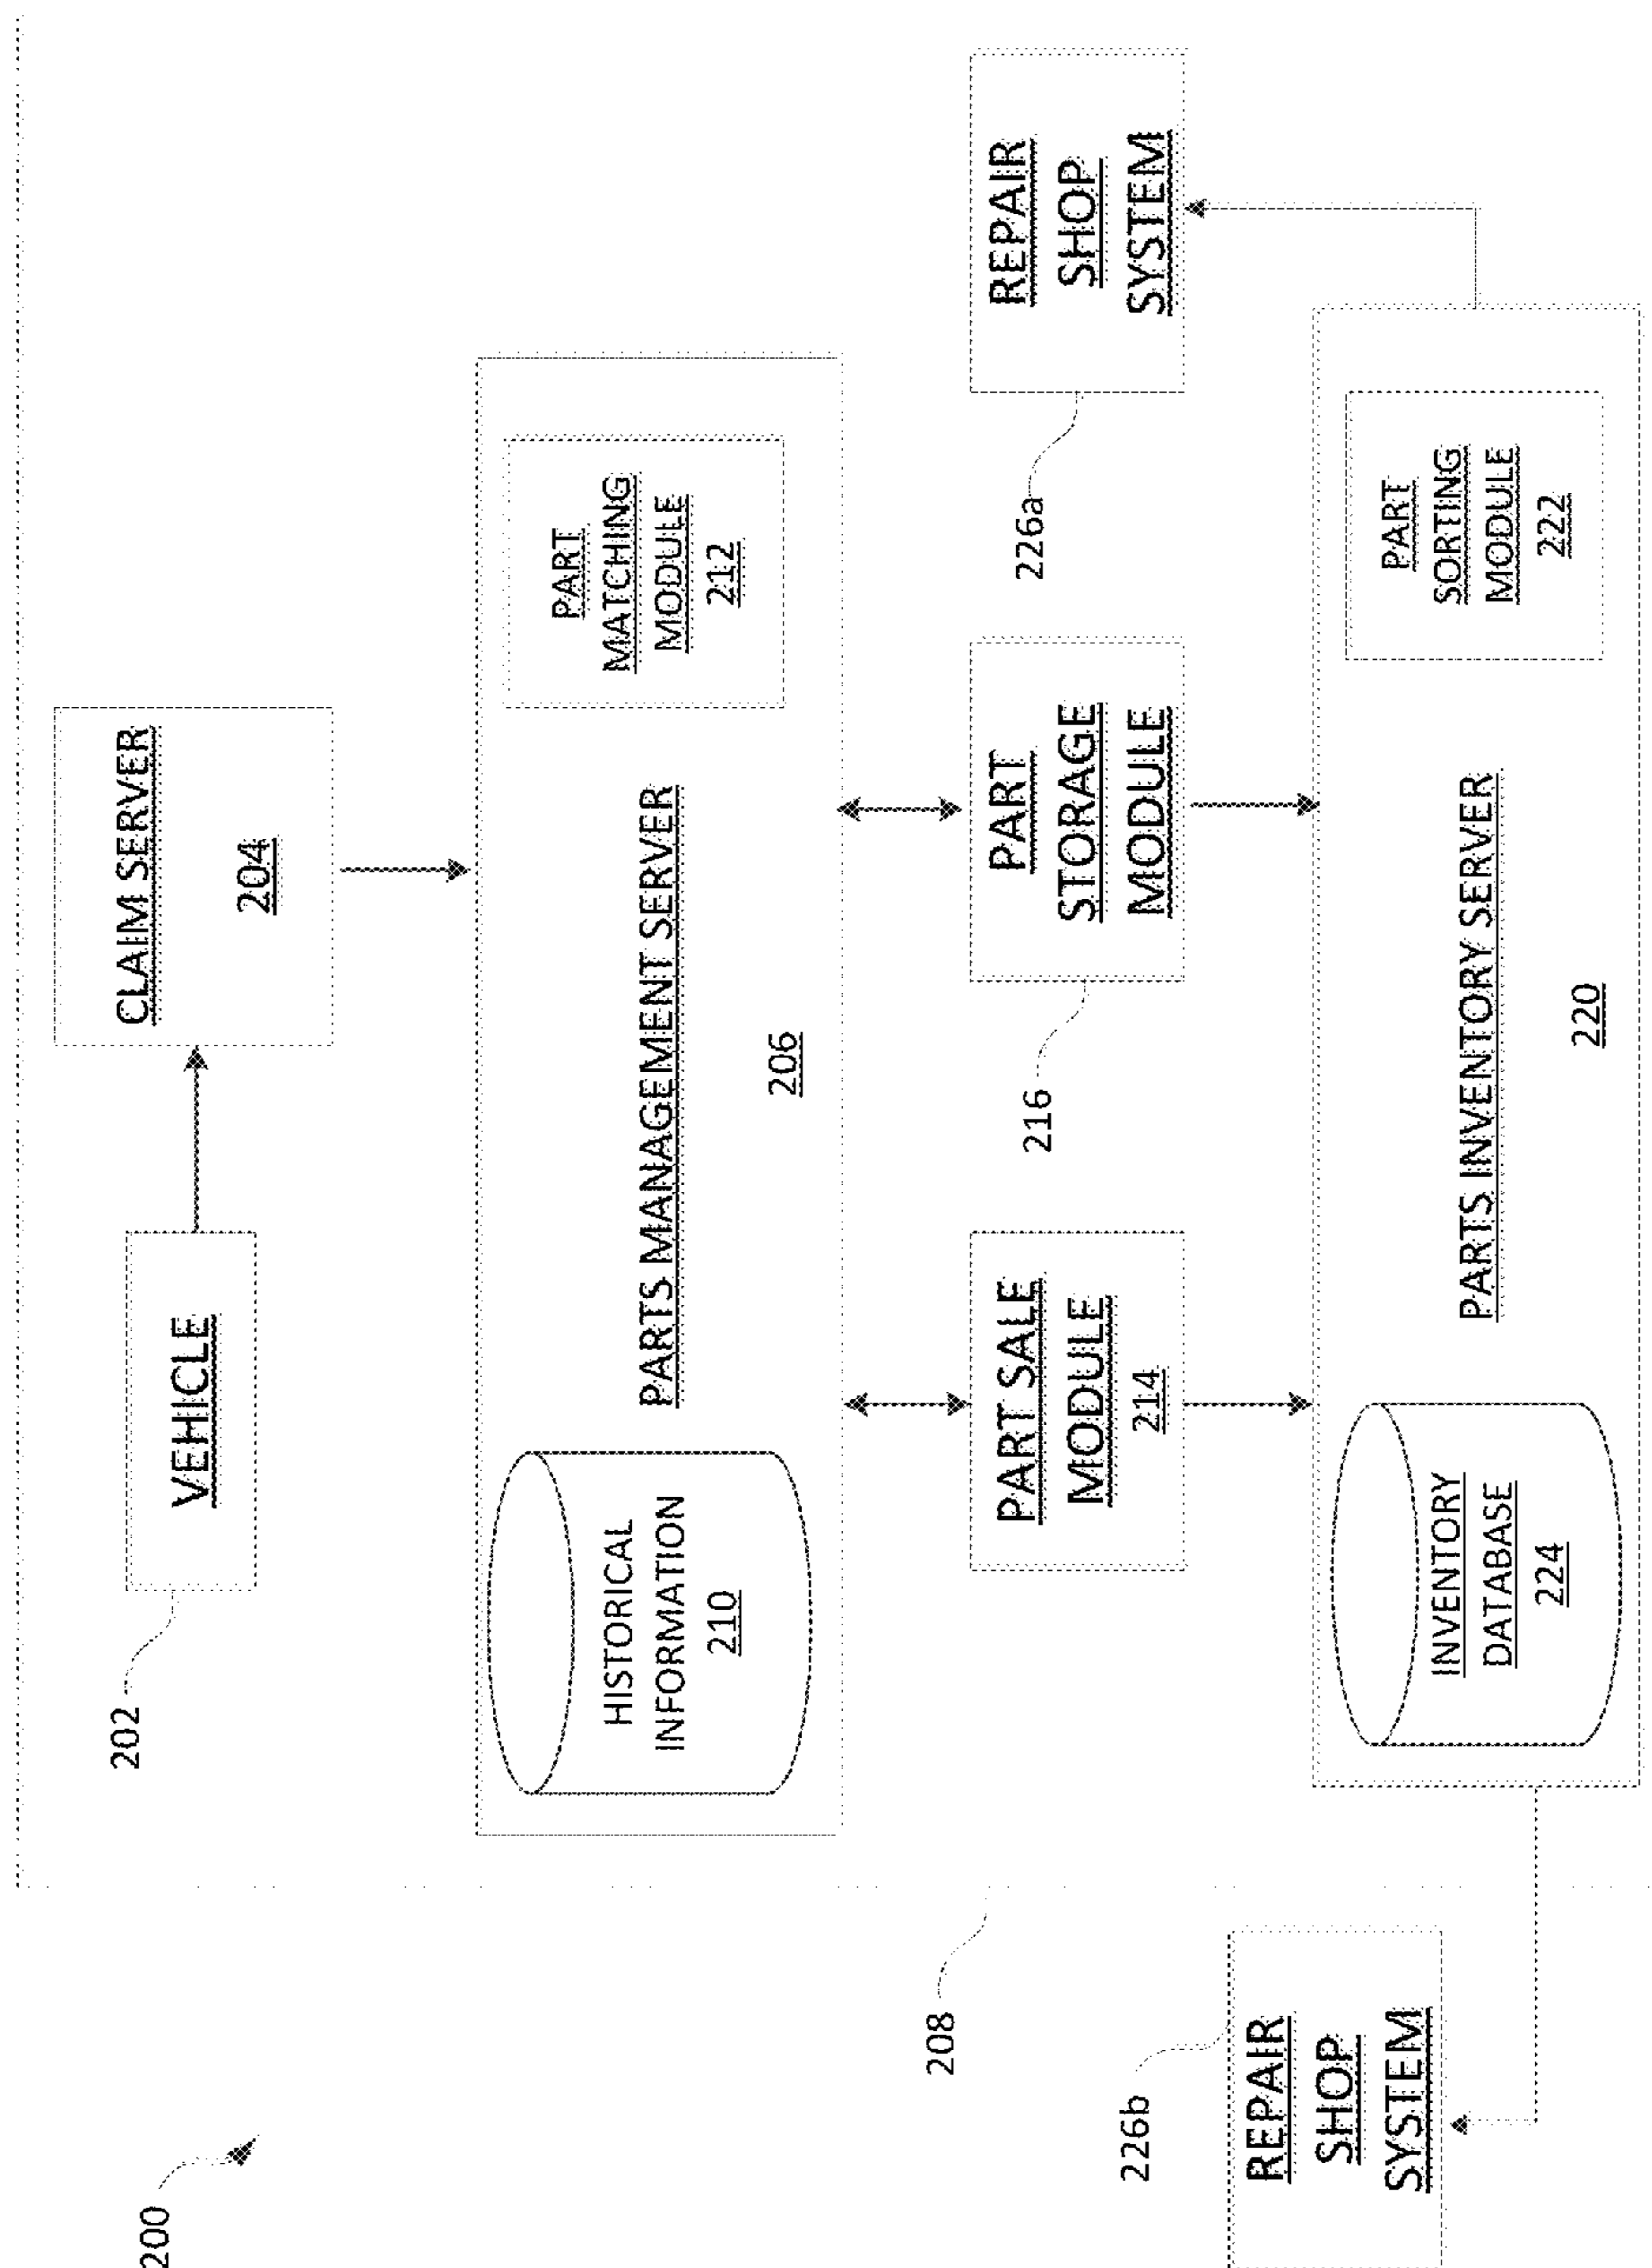 200
202
VEHICLE
CLAIM SERVER
204
HISTORICAL
INFORMATION
210
PARTS MANAGEMENT SERVER
206
PART
MATCHING
MODULE
212
208
PART SALE
MODULE
214
216
PART
STORAGE
MODULE
226a
REPAIR
SHOP
SYSTEM
226b
REPAIR
SHOP
SYSTEM
INVENTORY
DATABASE
224
PARTS INVENTORY SERVER
220
PART
SORTING
MODULE
222